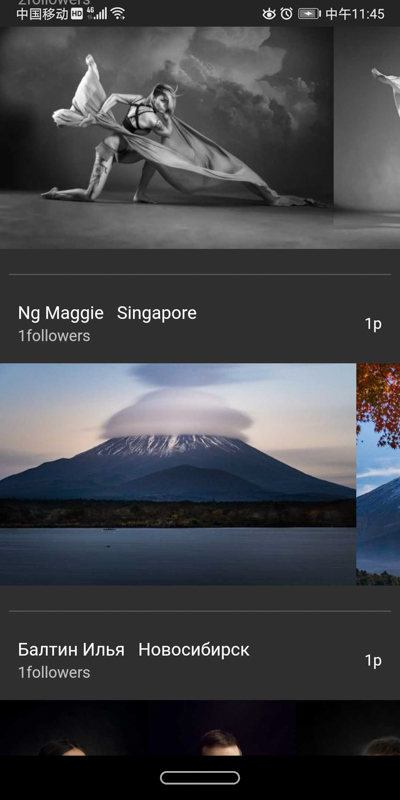 2followers
中国移动 HD 4G
中午11:45
Ng Maggie Singapore
1p
1followers
Балтин Илья Новосибирск
1p
1followers